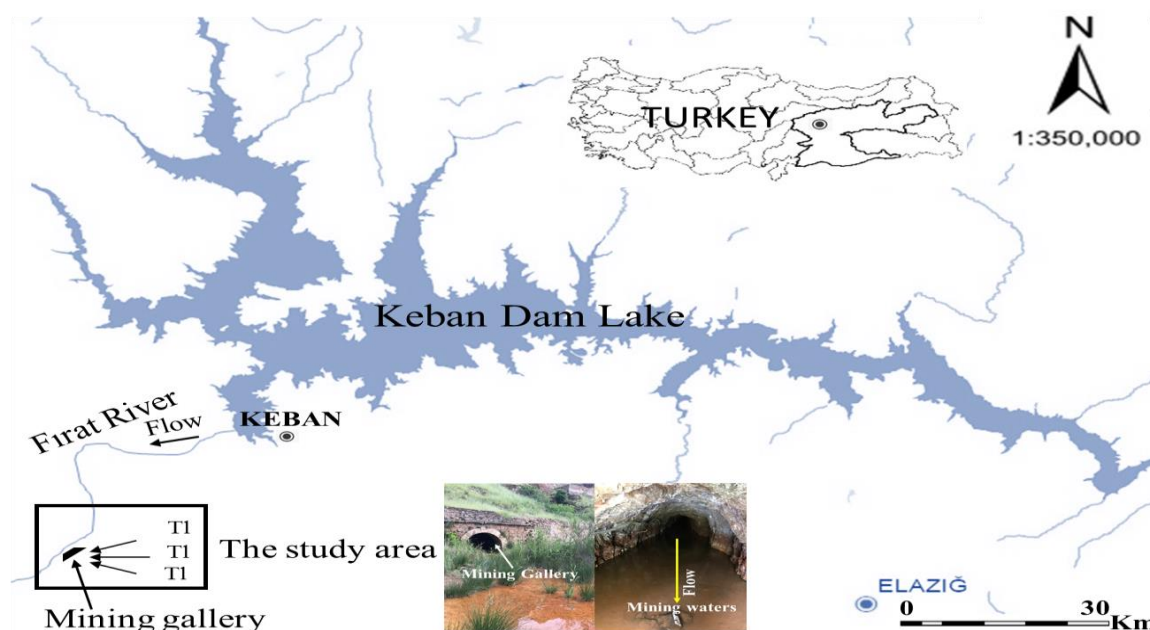 N
TURKEY
1:350,000
Keban Dam Lake
Fırat River
Flow
KEBAN
T1
T1
T1
The study area
Mining gallery
Mining Gallery
Flow
Mining waters
ELAZIĞ
0 30
Km